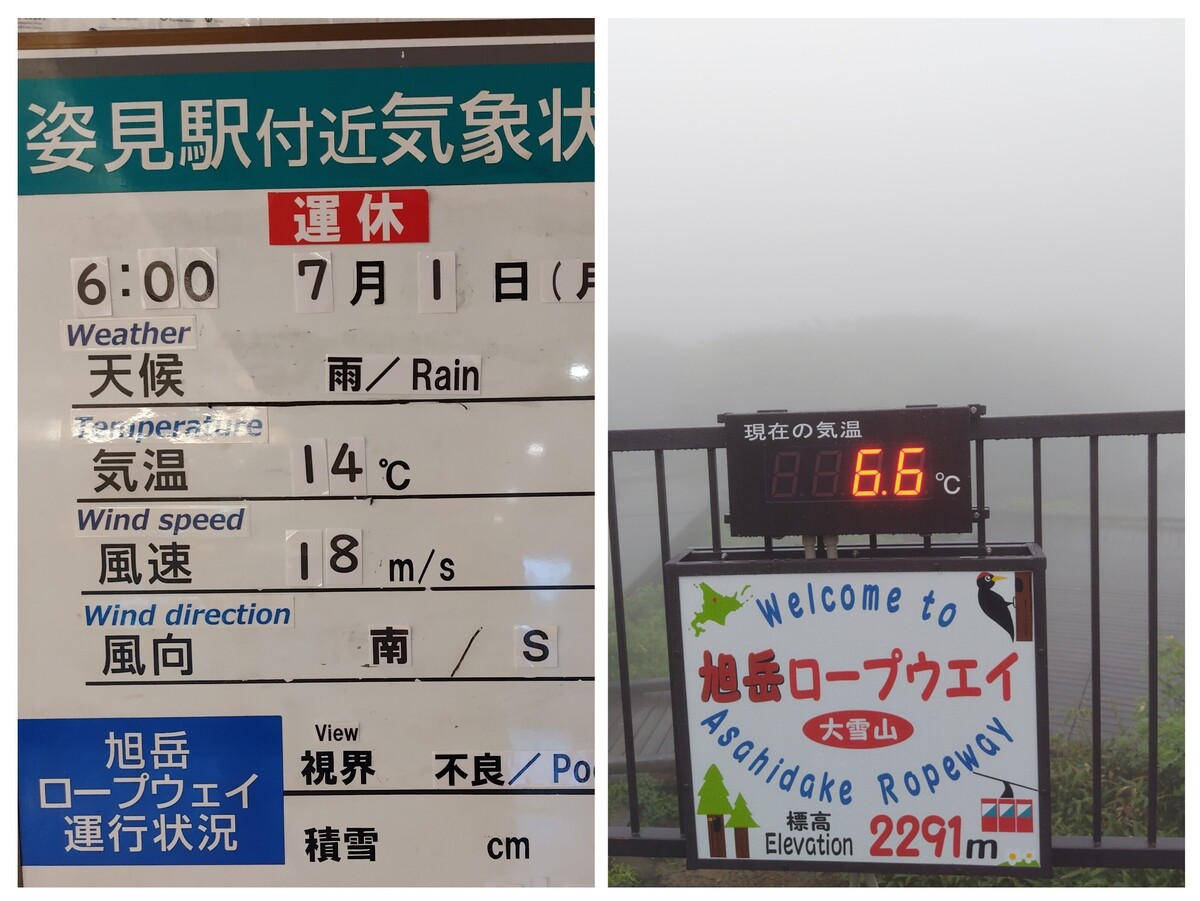 姿見駅付近気象状
運休
6:00 7月1日(月
Weather
天候 雨／Rain
Temperature
気温 14℃
Wind speed
風速 18 m/s
Wind direction
風向 南 / S
旭岳
ロープウェイ
運行状況
View
視界 不良／Po
積雪 cm
現在の気温
6.6 ℃
Welcome to
旭岳ロープウエイ
大雪山
Asahidake Ropeway
標高
Elevation 2291m